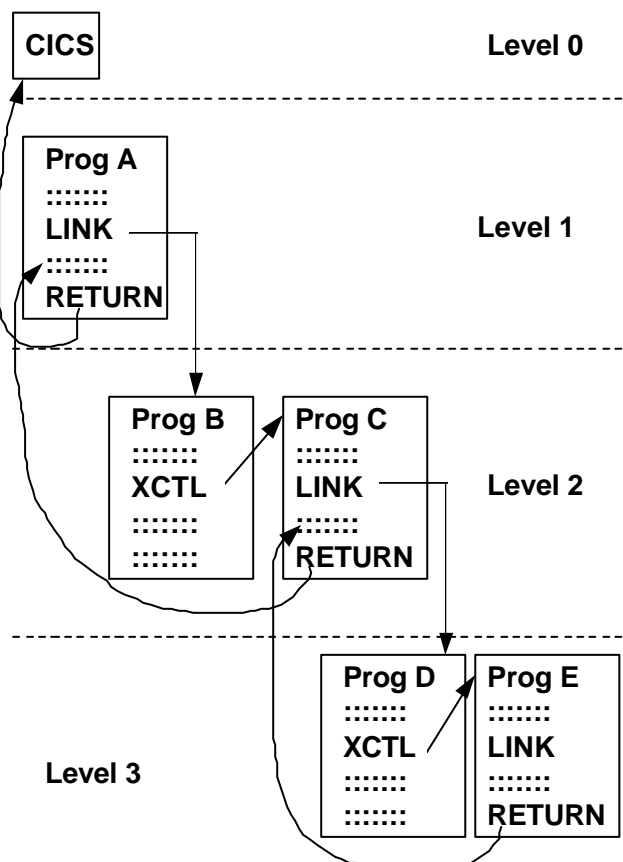 CICS
Level 0
Prog A
:::::::
LINK
:::::::
RETURN
Level 1
Prog B
:::::::
XCTL
:::::::
:::::::
Prog C
:::::::
LINK
:::::::
RETURN
Level 2
Prog D
:::::::
XCTL
:::::::
:::::::
Prog E
:::::::
LINK
:::::::
RETURN
Level 3